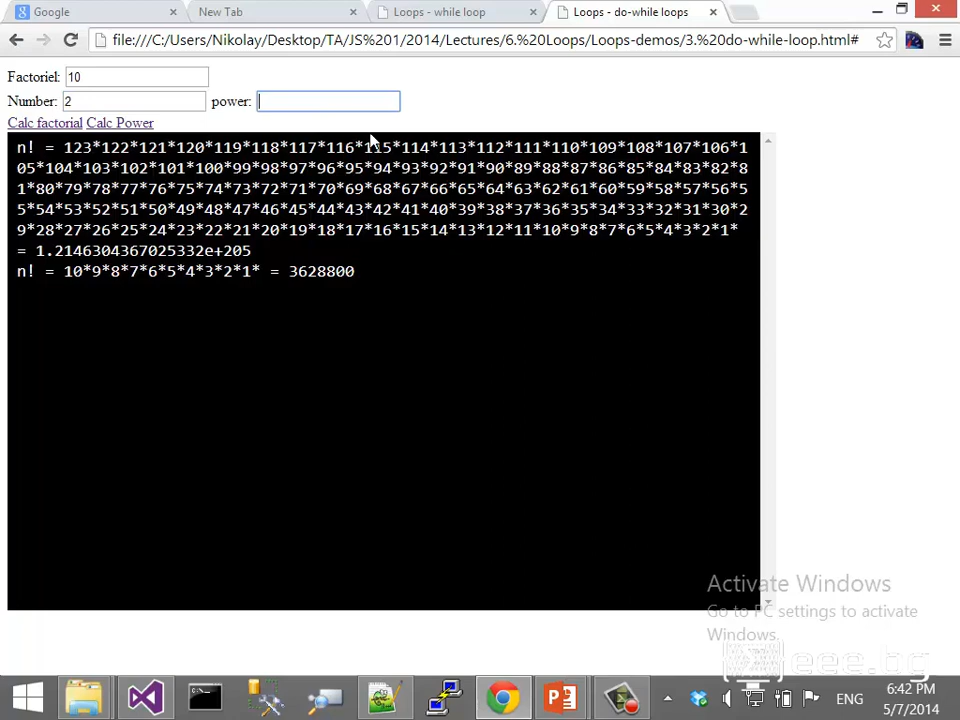 Google
New Tab
Loops - while loop
Loops - do-while loops
file:///C:/Users/Nikolay/Desktop/TA/JS%201/2014/Lectures/6.%20Loops/Loops-demos/3.%20do-while-loop.html#
Factoriel: 10
Number: 2 power:
Calc factorial Calc Power
n! = 123*122*121*120*119*118*117*116*115*114*113*112*111*110*109*108*107*106*1
05*104*103*102*101*100*99*98*97*96*95*94*93*92*91*90*89*88*87*86*85*84*83*82*8
1*80*79*78*77*76*75*74*73*72*71*70*69*68*67*66*65*64*63*62*61*60*59*58*57*56*5
5*54*53*52*51*50*49*48*47*46*45*44*43*42*41*40*39*38*37*36*35*34*33*32*31*30*2
9*28*27*26*25*24*23*22*21*20*19*18*17*16*15*14*13*12*11*10*9*8*7*6*5*4*3*2*1*
= 1.2146304367025332e+205
n! = 10*9*8*7*6*5*4*3*2*1* = 3628800
Activate Windows
Go to PC settings to activate
Windows.
eee.bg
ENG
6:42 PM
5/7/2014